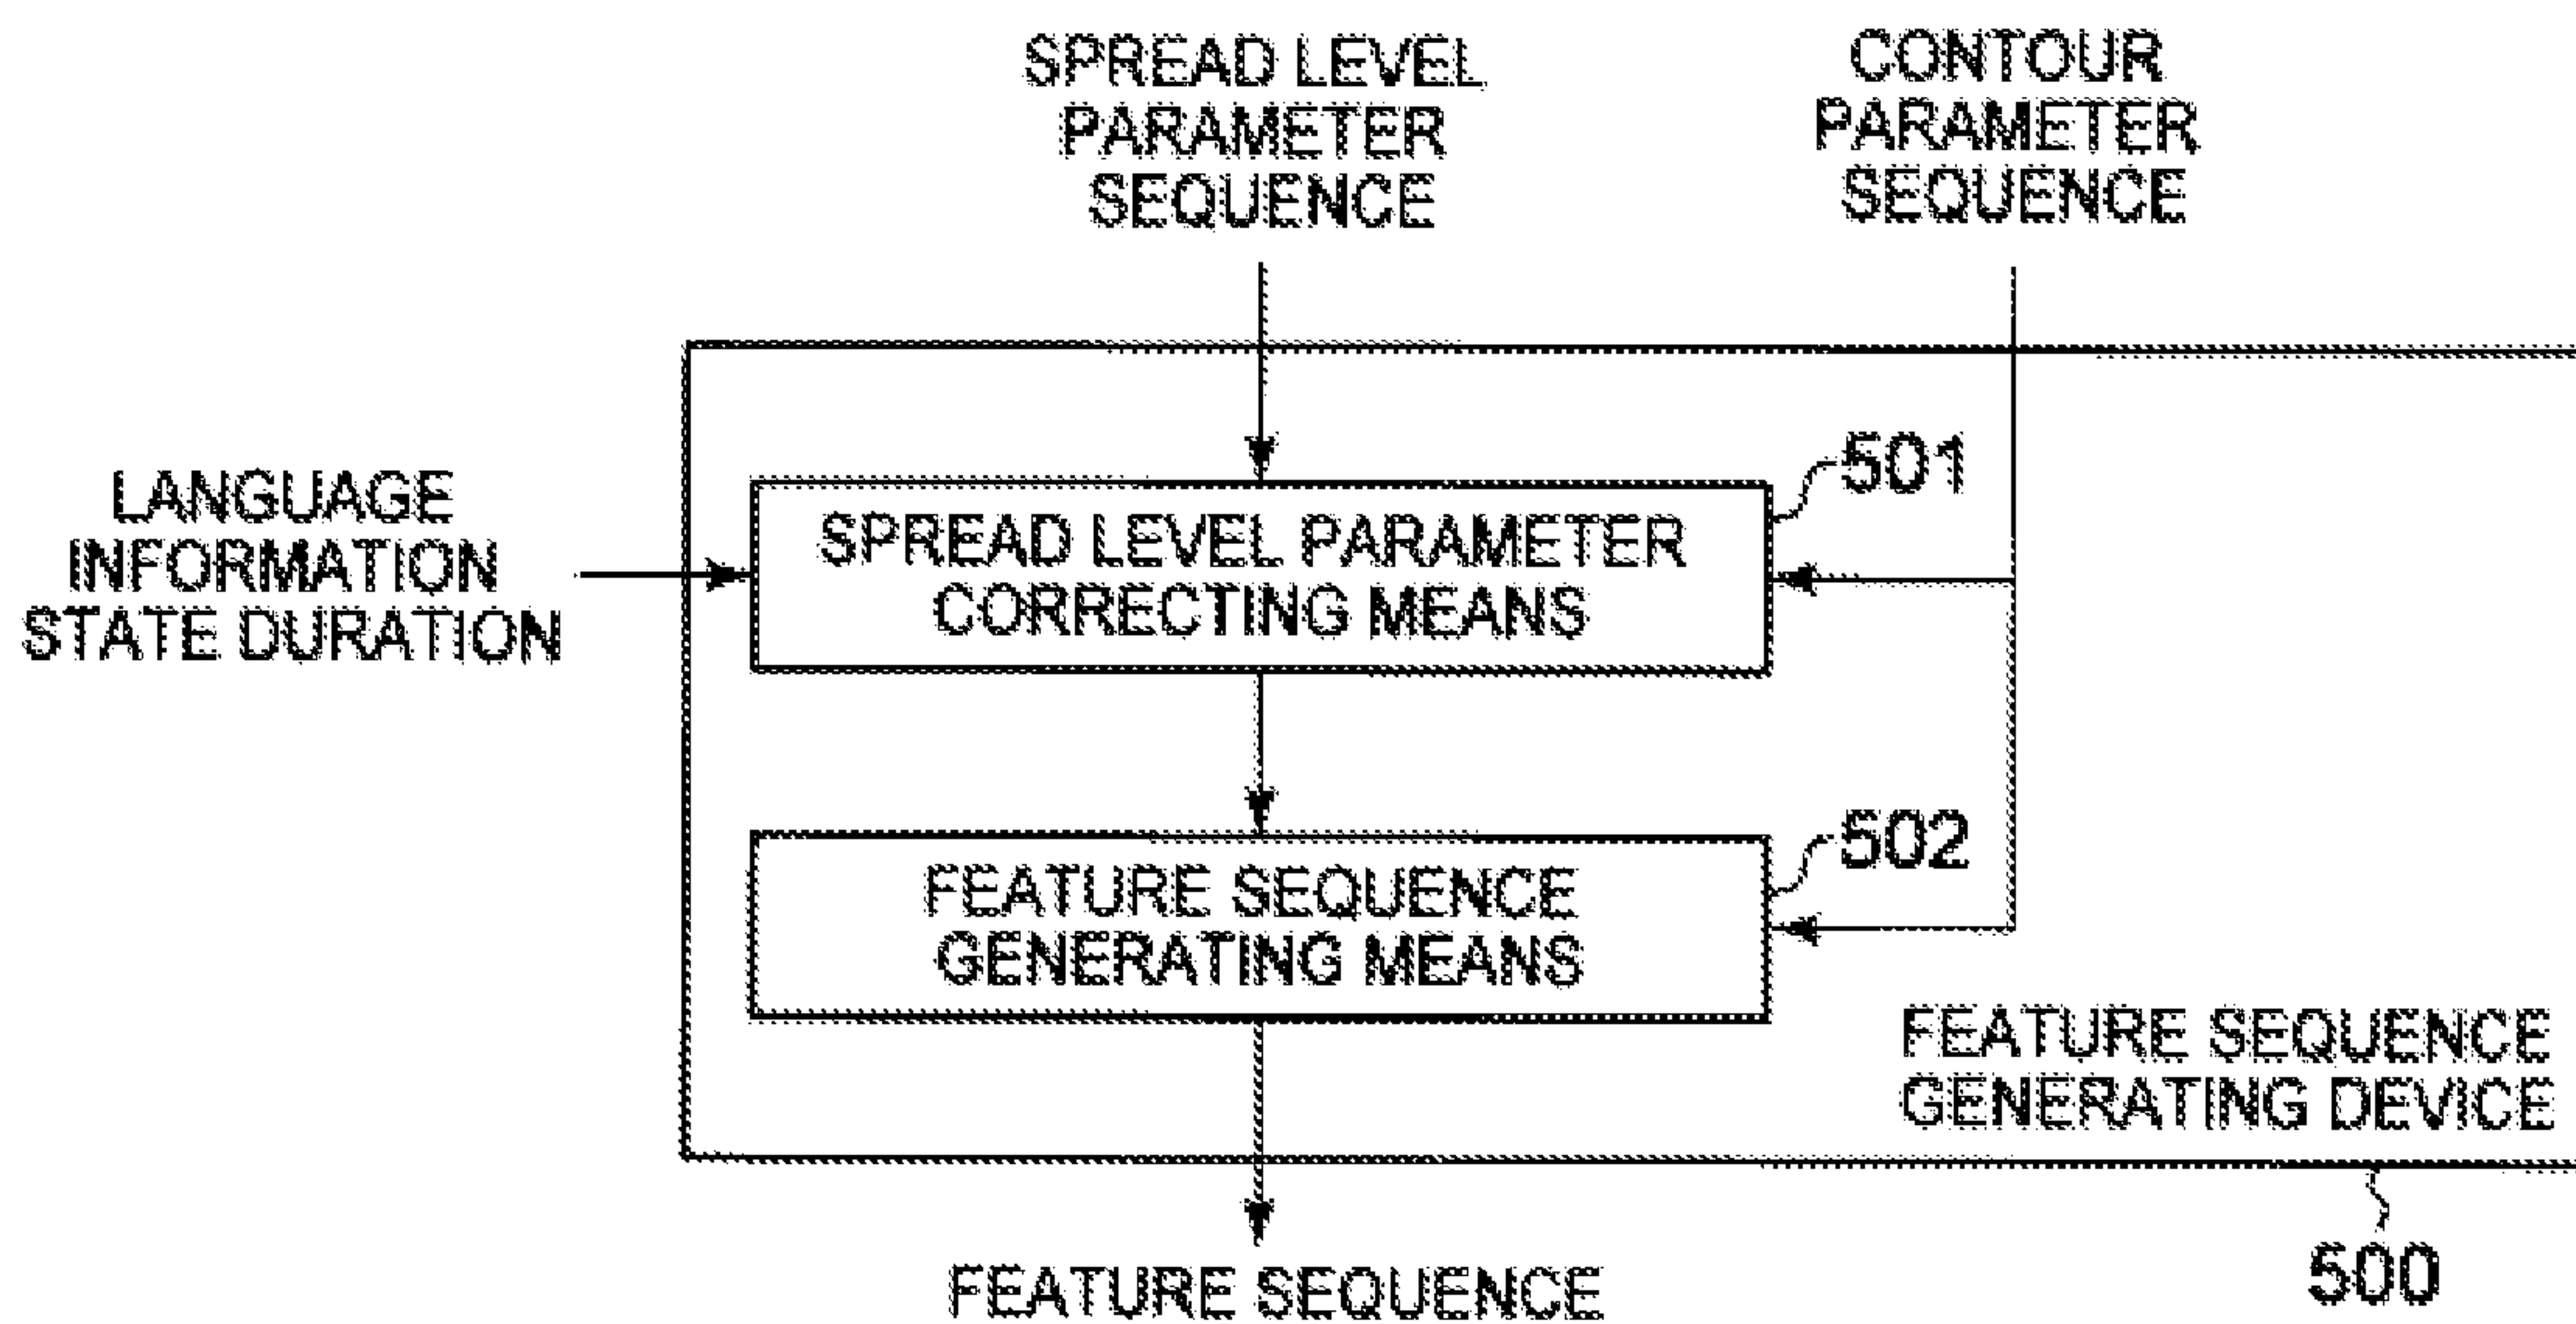 SPREAD LEVEL
PARAMETER
SEQUENCE
CONTOUR
PARAMETER
SEQUENCE
LANGUAGE
INFORMATION
STATE DURATION
501
SPREAD LEVEL PARAMETER
CORRECTING MEANS
502
FEATURE SEQUENCE
GENERATING MEANS
FEATURE SEQUENCE
GENERATING DEVICE
500
FEATURE SEQUENCE